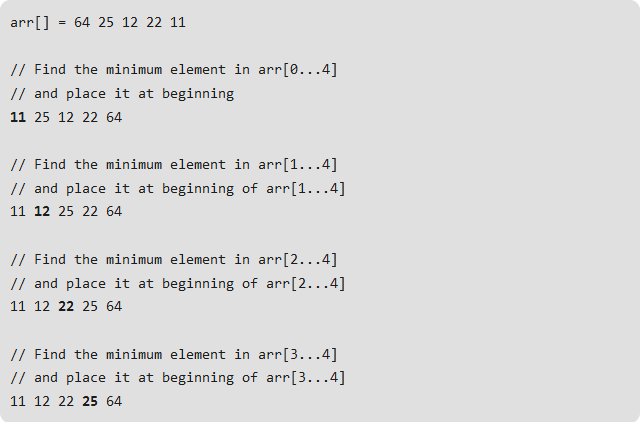 arr[] = 64 25 12 22 11
// Find the minimum element in arr[0...4]
// and place it at beginning
11 25 12 22 64
// Find the minimum element in arr[1...4]
// and place it at beginning of arr[1...4]
11 12 25 22 64
// Find the minimum element in arr[2...4]
// and place it at beginning of arr[2...4]
11 12 22 25 64
// Find the minimum element in arr[3...4]
// and place it at beginning of arr[3...4]
11 12 22 25 64